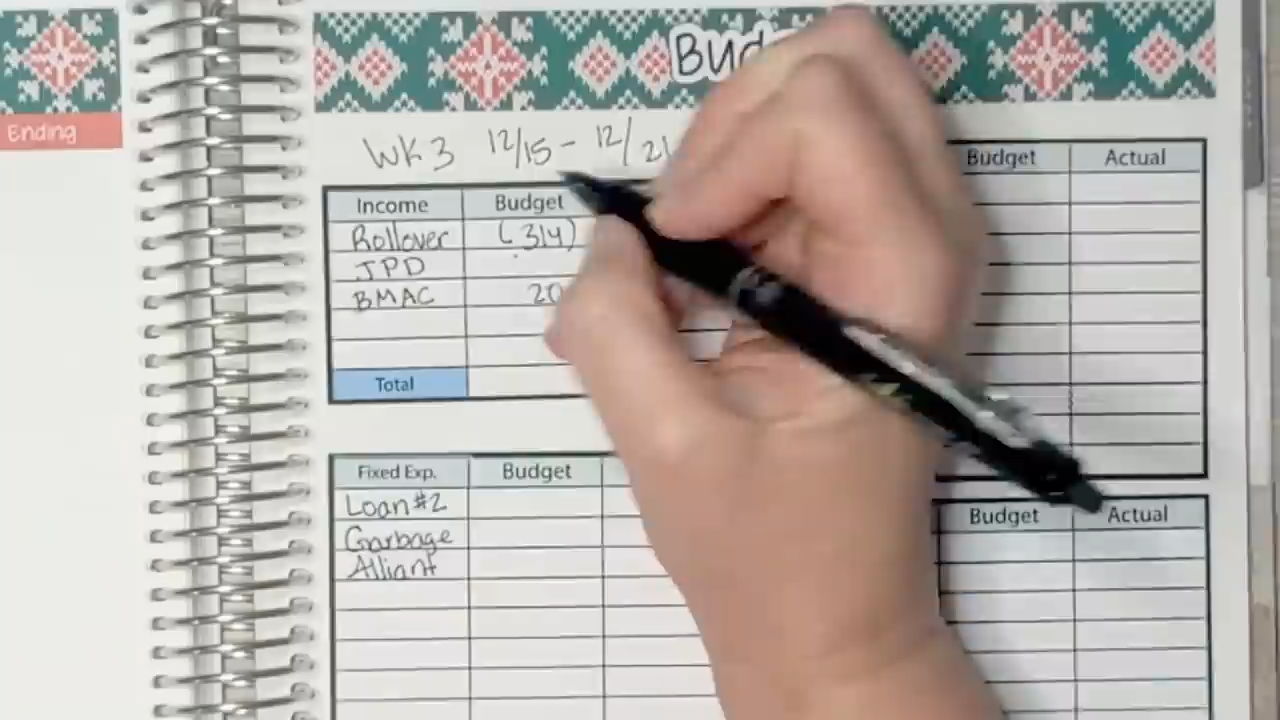 Ending
WK 3 12/15 - 12/21
Income Budget
Rollover (314)
JPD
BMAC 20
Total
Fixed Exp. Budget
Loan #2
Garbage
Alliant
Budget Actual
Budget Actual